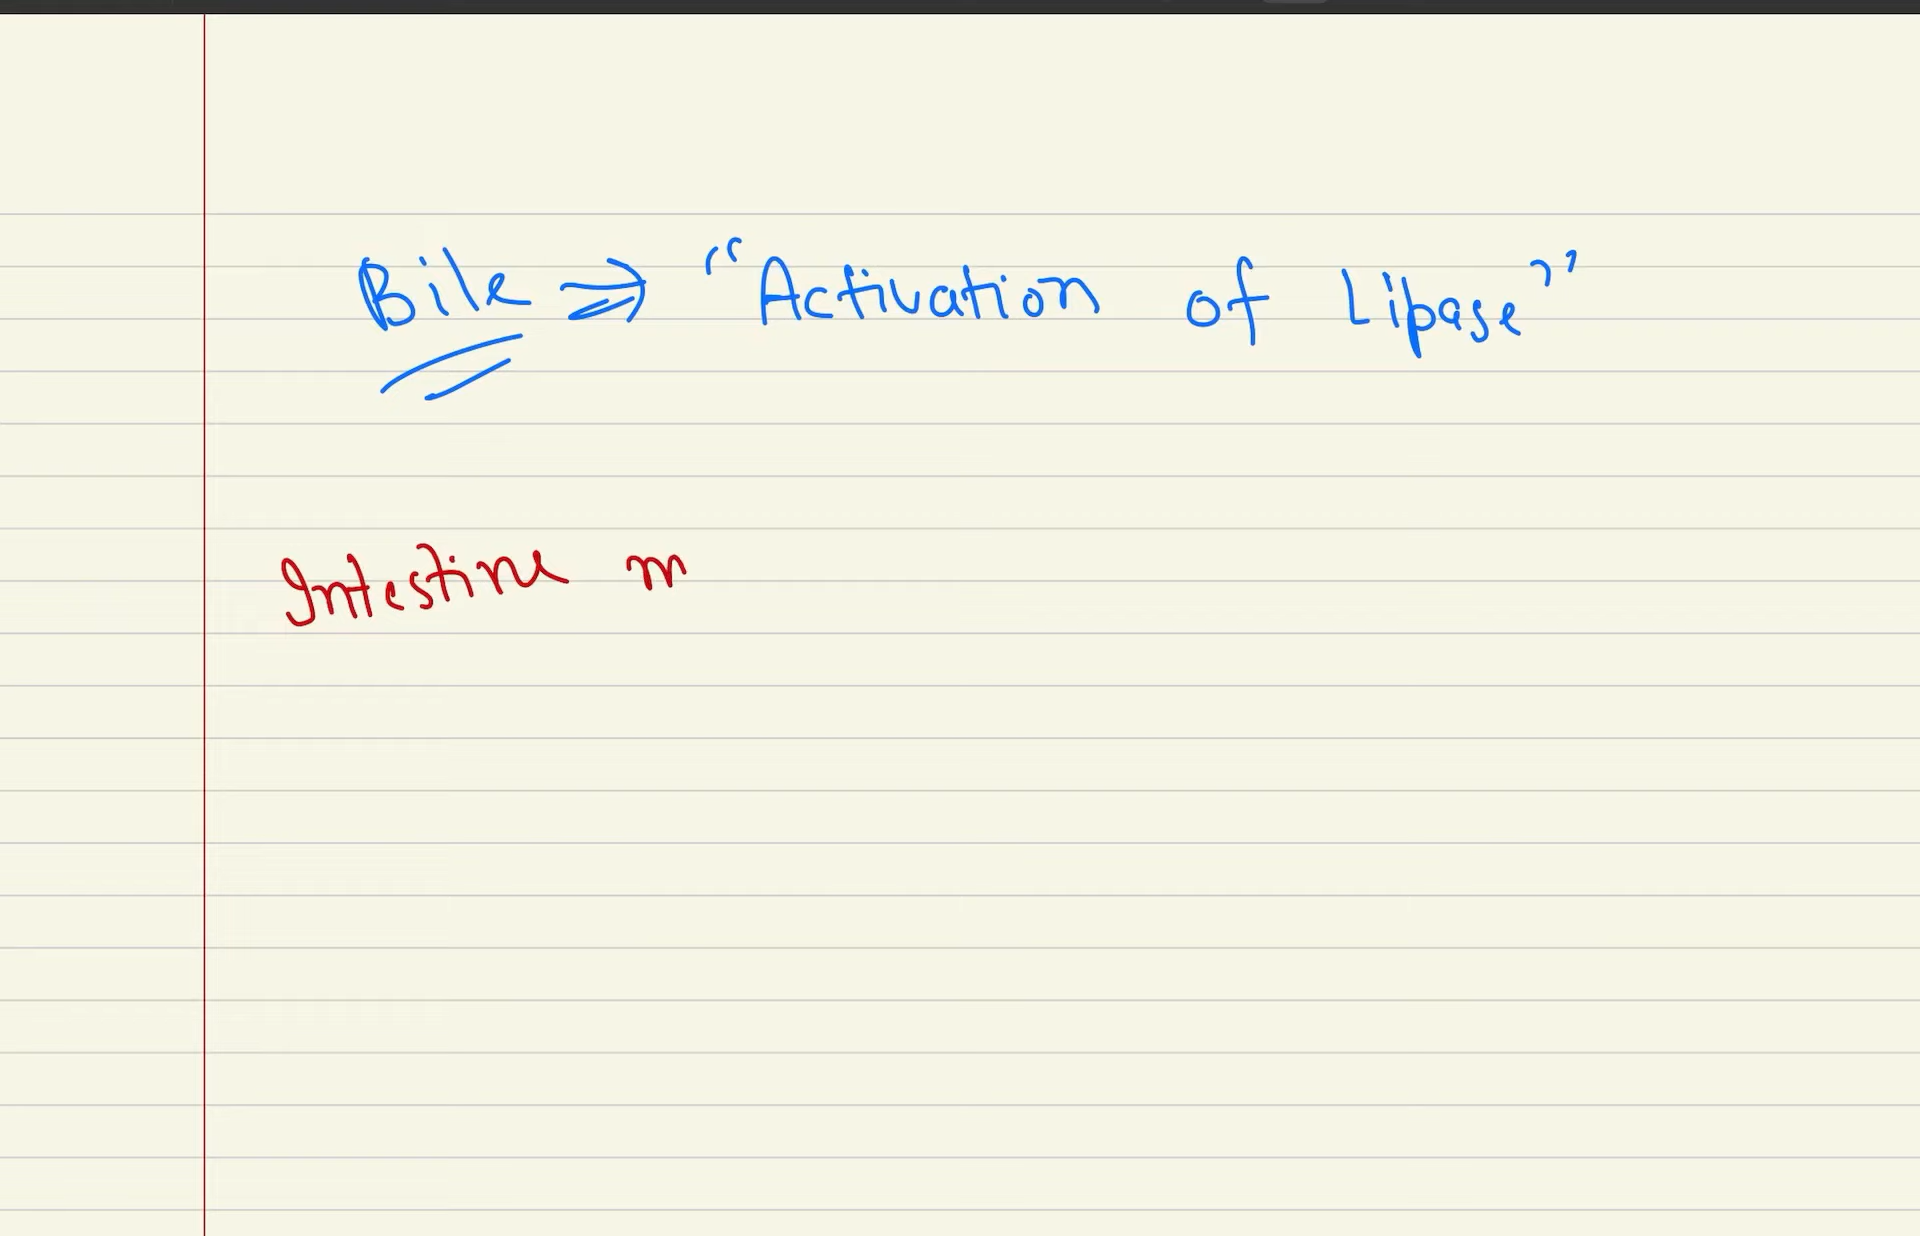 Bile ⇒ "Activation of Lipase"
Intestine m